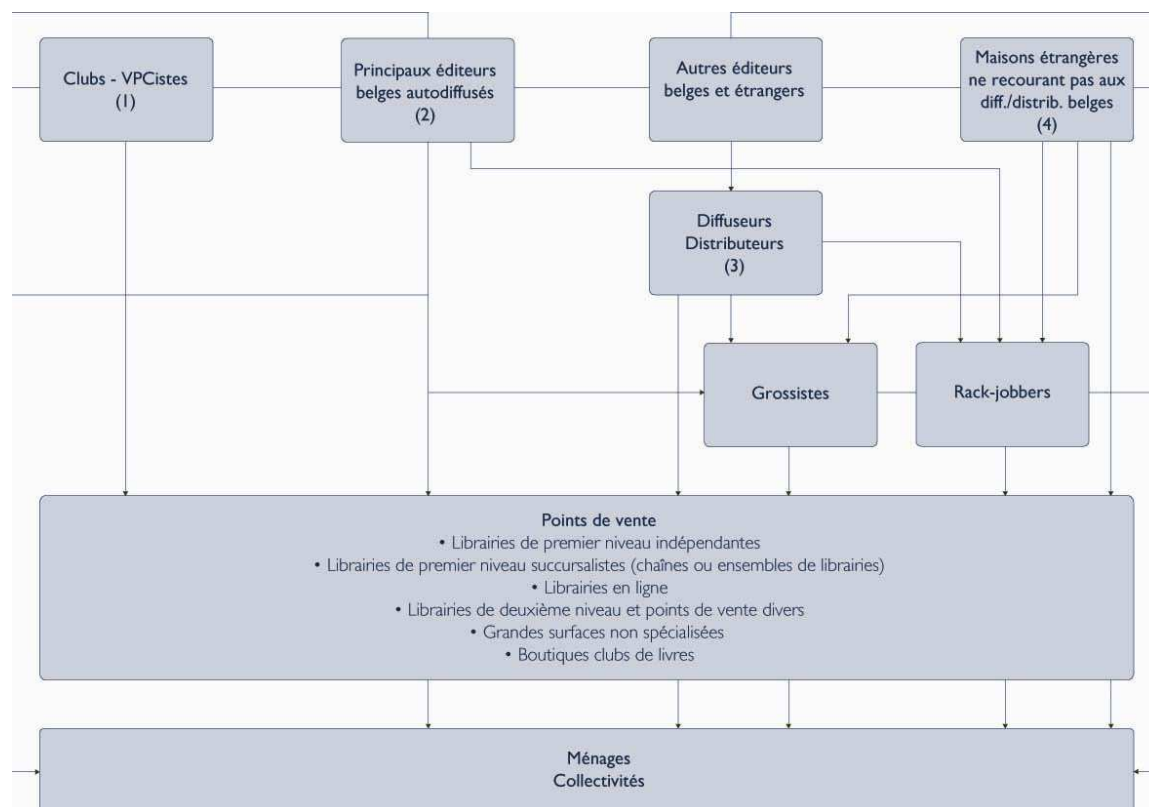 Clubs - VPCistes
(1)
Principaux éditeurs
belges autodiffusés
(2)
Autres éditeurs
belges et étrangers
Maisons étrangères
ne recourant pas aux
diff./distrib. belges
(4)
Diffuseurs
Distributeurs
(3)
Grossistes
Rack-jobbers
Points de vente
• Librairies de premier niveau indépendantes
• Librairies de premier niveau succursalistes (chaînes ou ensembles de librairies)
• Librairies en ligne
• Librairies de deuxième niveau et points de vente divers
• Grandes surfaces non spécialisées
• Boutiques clubs de livres
Ménages
Collectivités